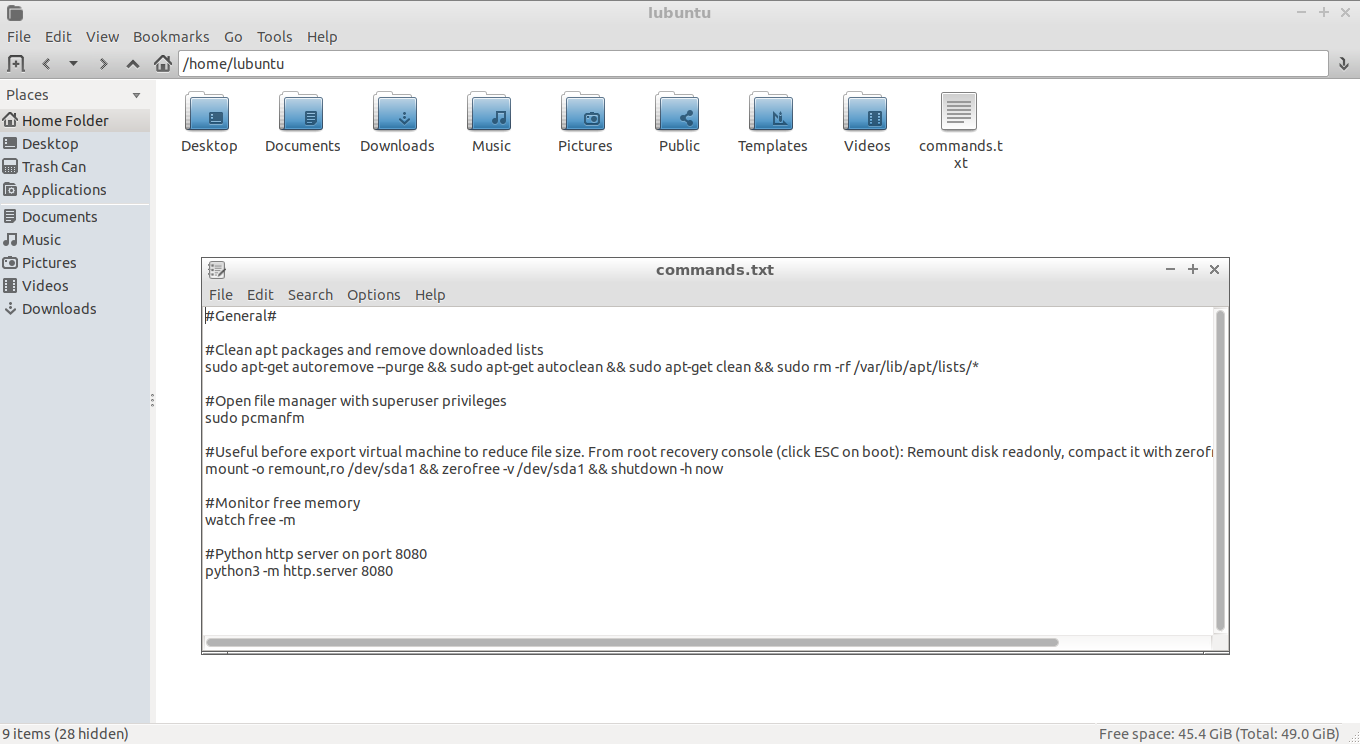 lubuntu
File Edit View Bookmarks Go Tools Help
/home/lubuntu
Places
Home Folder
Desktop
Trash Can
Applications
Documents
Music
Pictures
Videos
Downloads
Desktop Documents Downloads Music Pictures Public Templates Videos commands.t
xt
commands.txt
File Edit Search Options Help
#General#
#Clean apt packages and remove downloaded lists
sudo apt-get autoremove --purge && sudo apt-get autoclean && sudo apt-get clean && sudo rm -rf /var/lib/apt/lists/*
#Open file manager with superuser privileges
sudo pcmanfm
#Useful before export virtual machine to reduce file size. From root recovery console (click ESC on boot): Remount disk readonly, compact it with zerofr
mount -o remount,ro /dev/sda1 && zerofree -v /dev/sda1 && shutdown -h now
#Monitor free memory
watch free -m
#Python http server on port 8080
python3 -m http.server 8080
9 items (28 hidden)
Free space: 45.4 GiB (Total: 49.0 GiB)